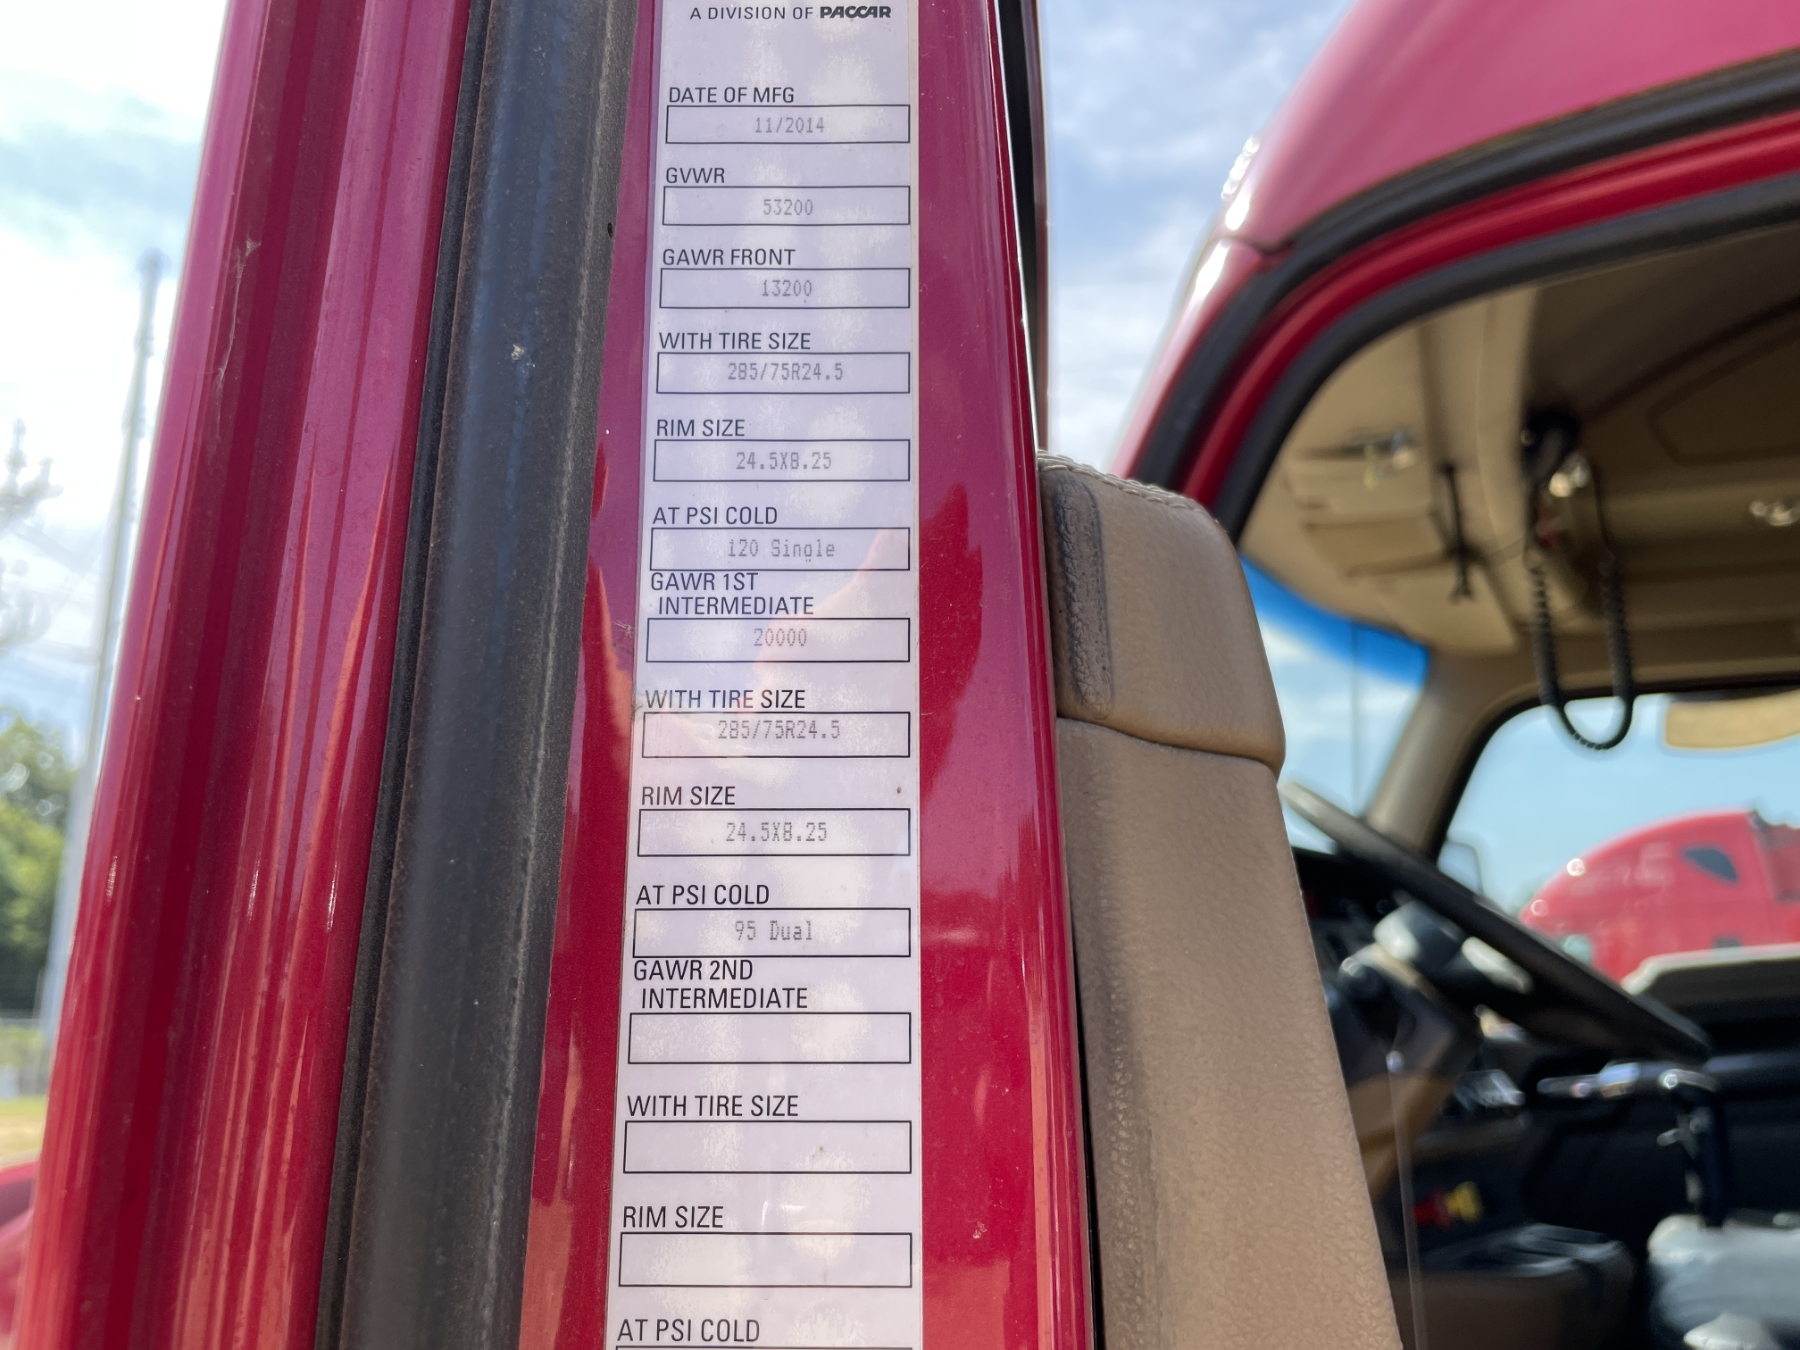 A DIVISION OF PACCAR
DATE OF MFG
11/2014
GVWR
53200
GAWR FRONT
13200
WITH TIRE SIZE
285/75R24.5
RIM SIZE
24.5X8.25
AT PSI COLD
120 Single
GAWR 1ST
INTERMEDIATE
20000
WITH TIRE SIZE
285/75R24.5
RIM SIZE
24.5X8.25
AT PSI COLD
95 Dual
GAWR 2ND
INTERMEDIATE
WITH TIRE SIZE
RIM SIZE
AT PSI COLD